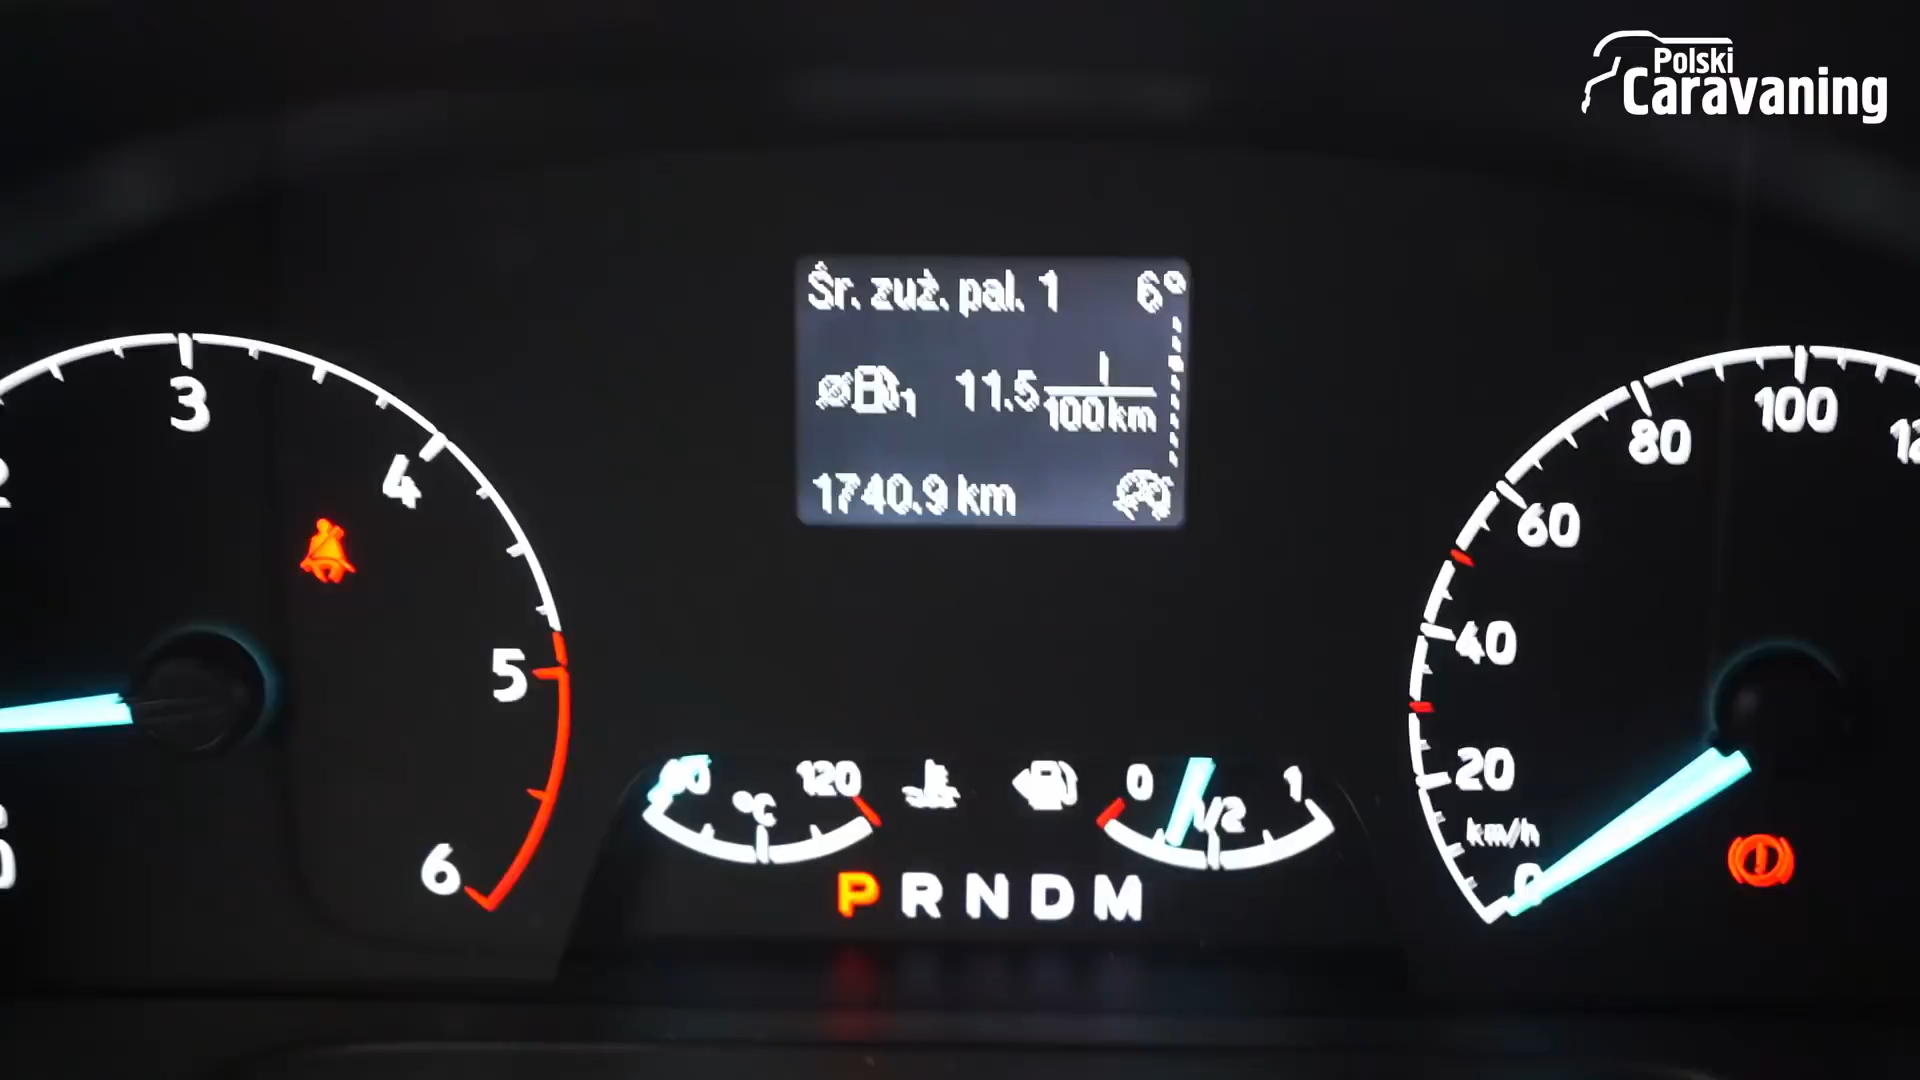 Polski
Caravaning
Śr. zuż. pal. 1 6°
1 11.5 l/100km
1740.9 km
3
4
5
6
80
100
60
40
20
km/h
0
120
°C
0
1/2
1
P R N D M